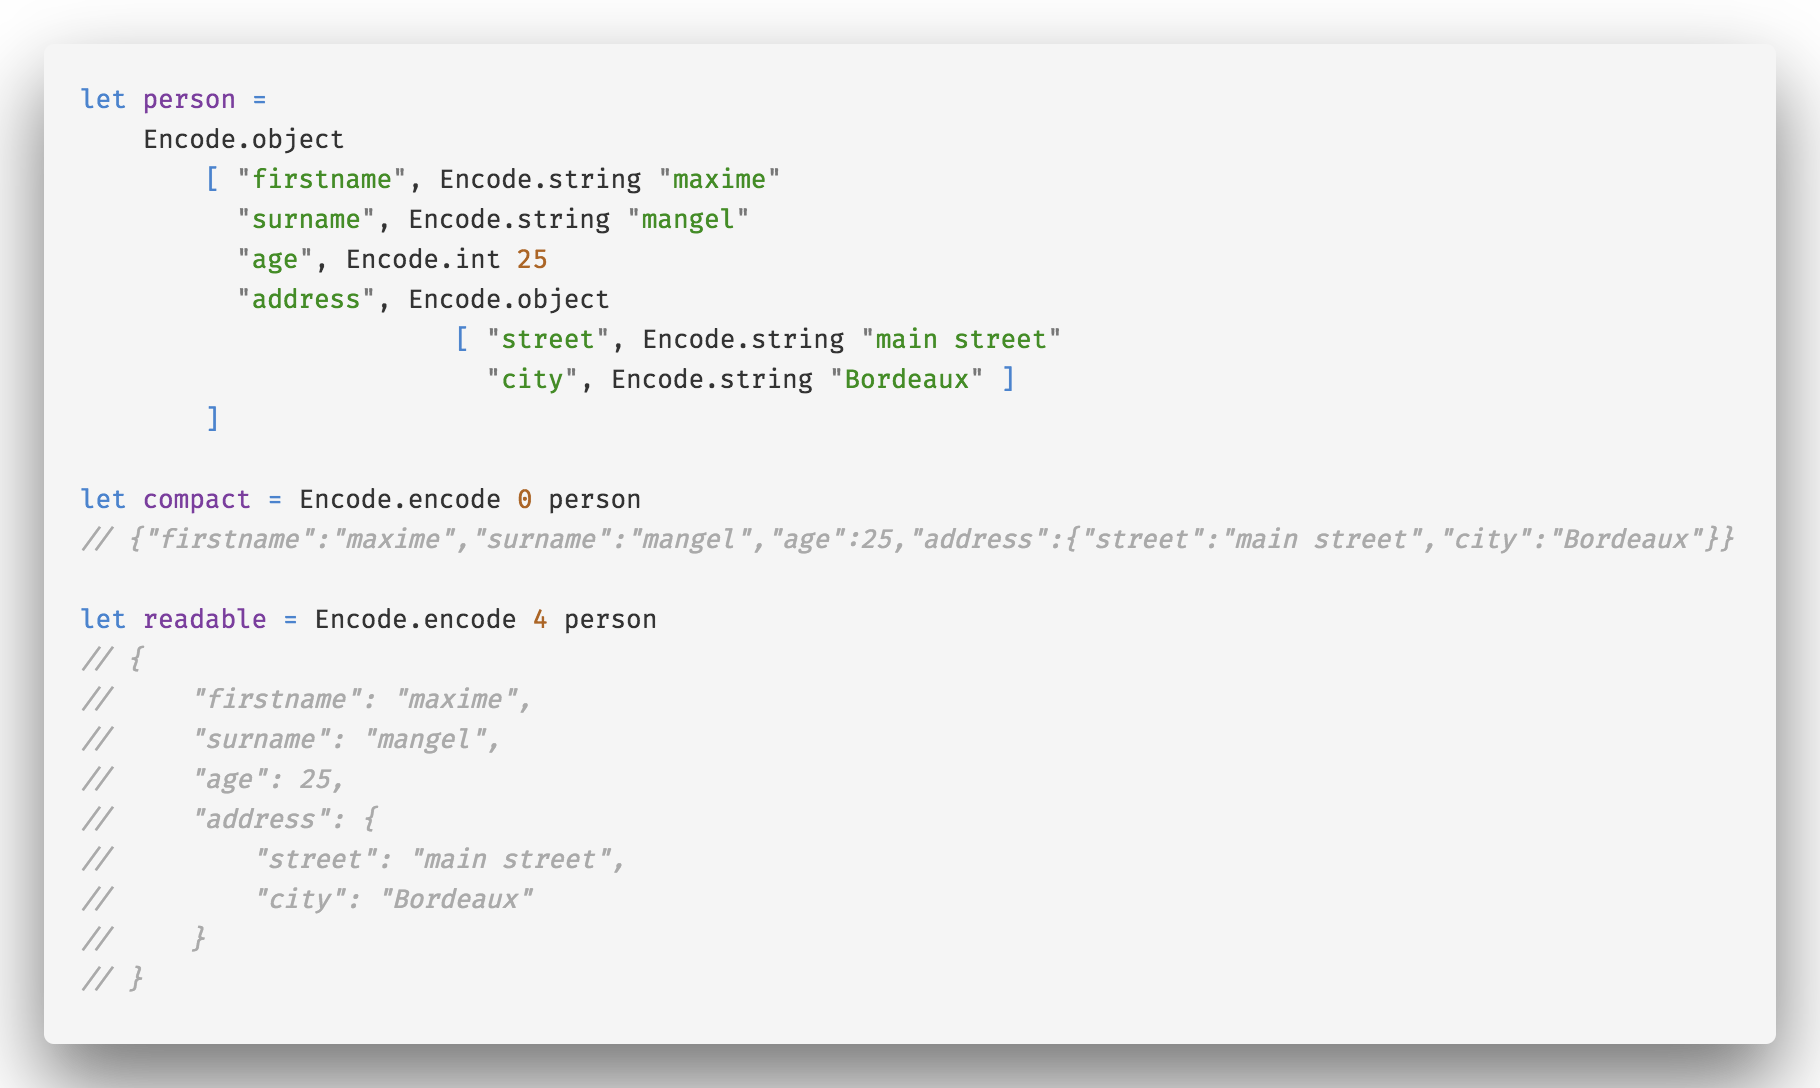 let person =
    Encode.object
        [ "firstname", Encode.string "maxime"
          "surname", Encode.string "mangel"
          "age", Encode.int 25
          "address", Encode.object
                        [ "street", Encode.string "main street"
                          "city", Encode.string "Bordeaux" ]
        ]

let compact = Encode.encode 0 person
// {"firstname":"maxime","surname":"mangel","age":25,"address":{"street":"main street","city":"Bordeaux"}}

let readable = Encode.encode 4 person
// {
//     "firstname": "maxime",
//     "surname": "mangel",
//     "age": 25,
//     "address": {
//         "street": "main street",
//         "city": "Bordeaux"
//     }
// }